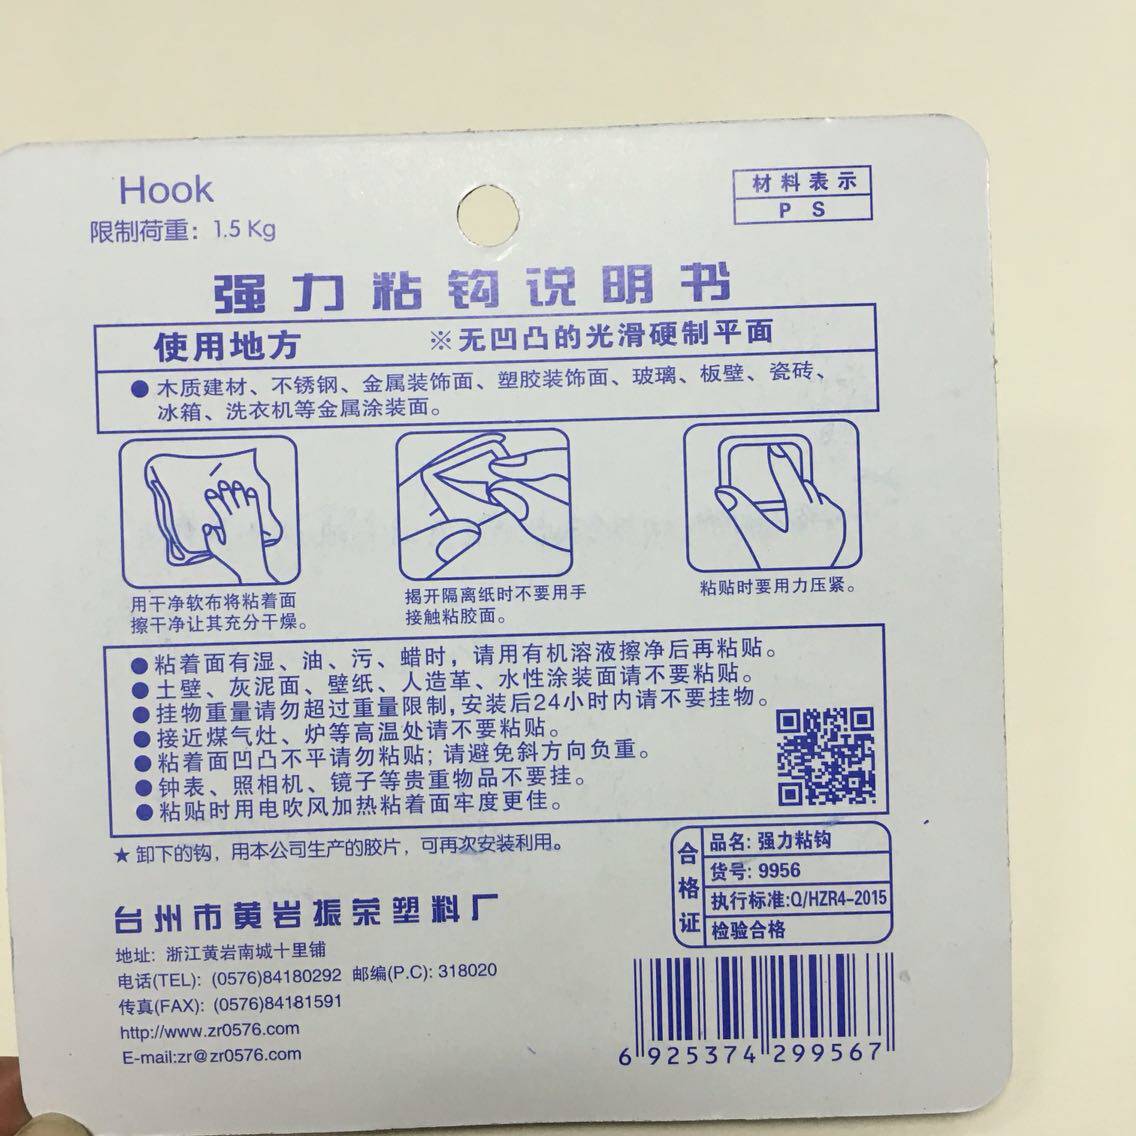 Hook
限制荷重：1.5 Kg
材料表示
P S
强力粘钩说明书
使用地方 ※无凹凸的光滑硬制平面
●木质建材、不锈钢、金属装饰面、塑胶装饰面、玻璃、板壁、瓷砖、
冰箱、洗衣机等金属涂装面。
用干净软布将粘着面
擦干净让其充分干燥。
揭开隔离纸时不要用手
接触粘胶面。
粘贴时要用力压紧。
●粘着面有湿、油、污、蜡时，请用有机溶液擦净后再粘贴。
●土壁、灰泥面、壁纸、人造革、水性涂装面请不要粘贴。
●挂物重量请勿超过重量限制,安装后24小时内请不要挂物。
●接近煤气灶、炉等高温处请不要粘贴。
●粘着面凹凸不平请勿粘贴；请避免斜方向负重。
●钟表、照相机、镜子等贵重物品不要挂。
●粘贴时用电吹风加热粘着面牢度更佳。
★卸下的钩，用本公司生产的胶片，可再次安装利用。
合格证
品名: 强力粘钩
货号: 9956
执行标准:Q/HZR4-2015
检验合格
台州市黄岩振荣塑料厂
地址：浙江黄岩南城十里铺
电话(TEL): (0576)84180292 邮编(P.C): 318020
传真(FAX): (0576)84181591
http://www.zr0576.com
E-mail:zr@zr0576.com
6 925374 299567